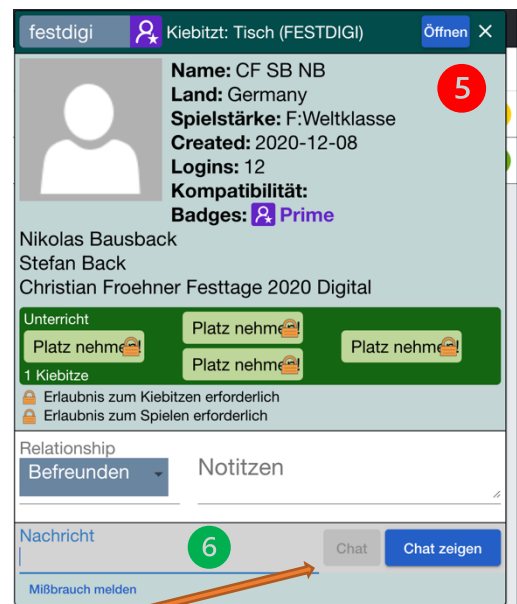 festdigi Kiebitzt: Tisch (FESTDIGI) Öffnen ×
Name: CF SB NB
5
Land: Germany
Spielstärke: F:Weltklasse
Created: 2020-12-08
Logins: 12
Kompatibilität:
Badges: Prime
Nikolas Bausback
Stefan Back
Christian Froehner Festtage 2020 Digital
Unterricht
Platz nehmen!
Platz nehmen!
Platz nehmen!
Platz nehmen!
1 Kiebitze
Erlaubnis zum Kiebitzen erforderlich
Erlaubnis zum Spielen erforderlich
Relationship
Befreunden
Notitzen
Nachricht
6
Chat
Chat zeigen
Mißbrauch melden